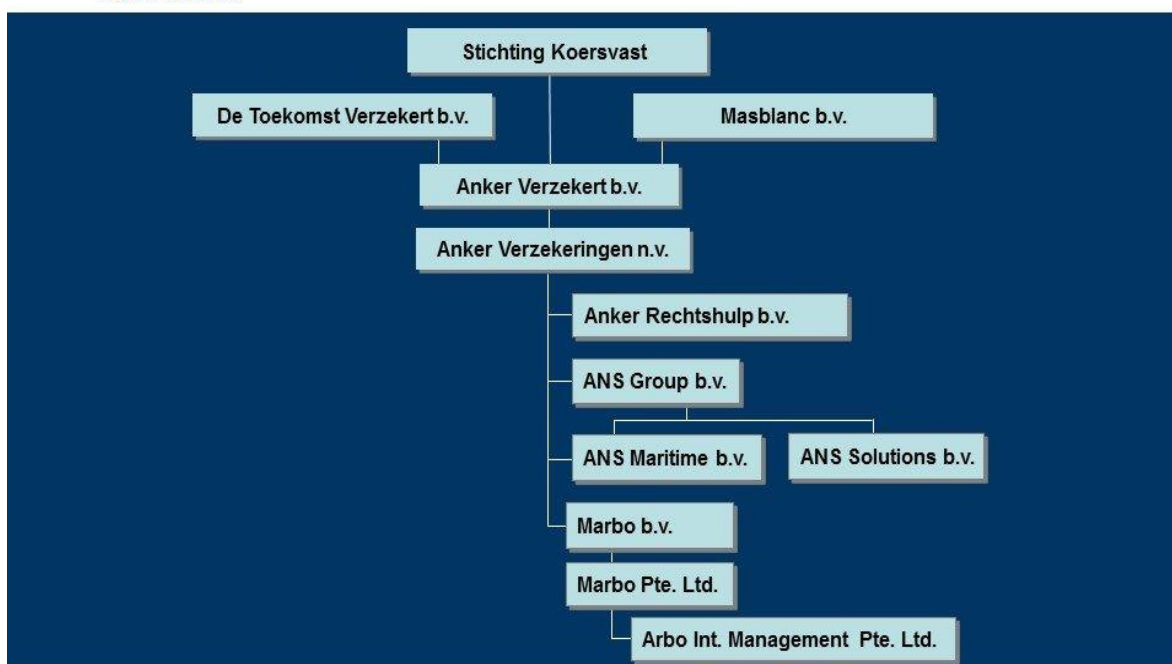 Stichting Koersvast
De Toekomst Verzekert b.v.
Masblanc b.v.
Anker Verzekert b.v.
Anker Verzekeringen n.v.
Anker Rechtshulp b.v.
ANS Group b.v.
ANS Maritime b.v.
ANS Solutions b.v.
Marbo b.v.
Marbo Pte. Ltd.
Arbo Int. Management Pte. Ltd.